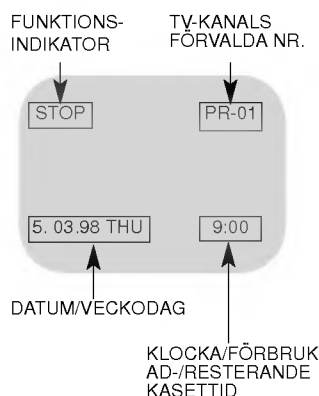 FUNKTIONS-
INDIKATOR
TV-KANALS
FÖRVALDA NR.
STOP
PR-01
5. 03.98 THU
9:00
DATUM/VECKODAG
KLOCKA/FÖRBRUK
AD-/RESTERANDE
KASETTID